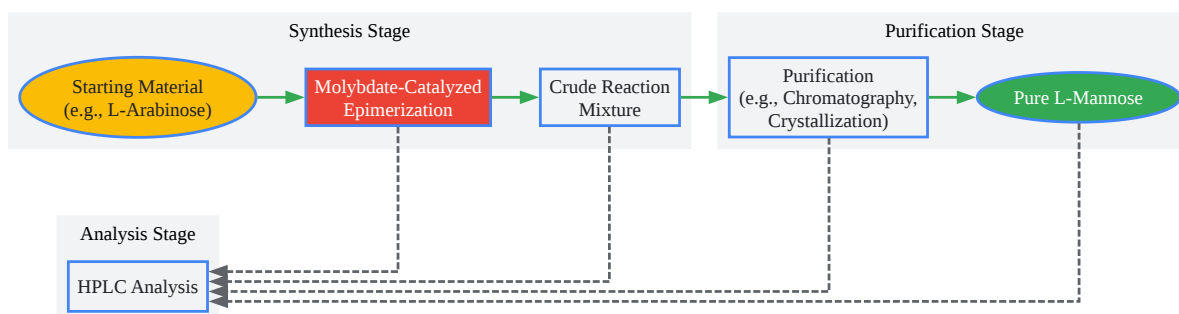 Synthesis Stage
Purification Stage
Starting Material
(e.g., L-Arabinose)
Molybdate-Catalyzed
Epimerization
Crude Reaction
Mixture
Purification
(e.g., Chromatography,
Crystallization)
Pure L-Mannose
Analysis Stage
HPLC Analysis